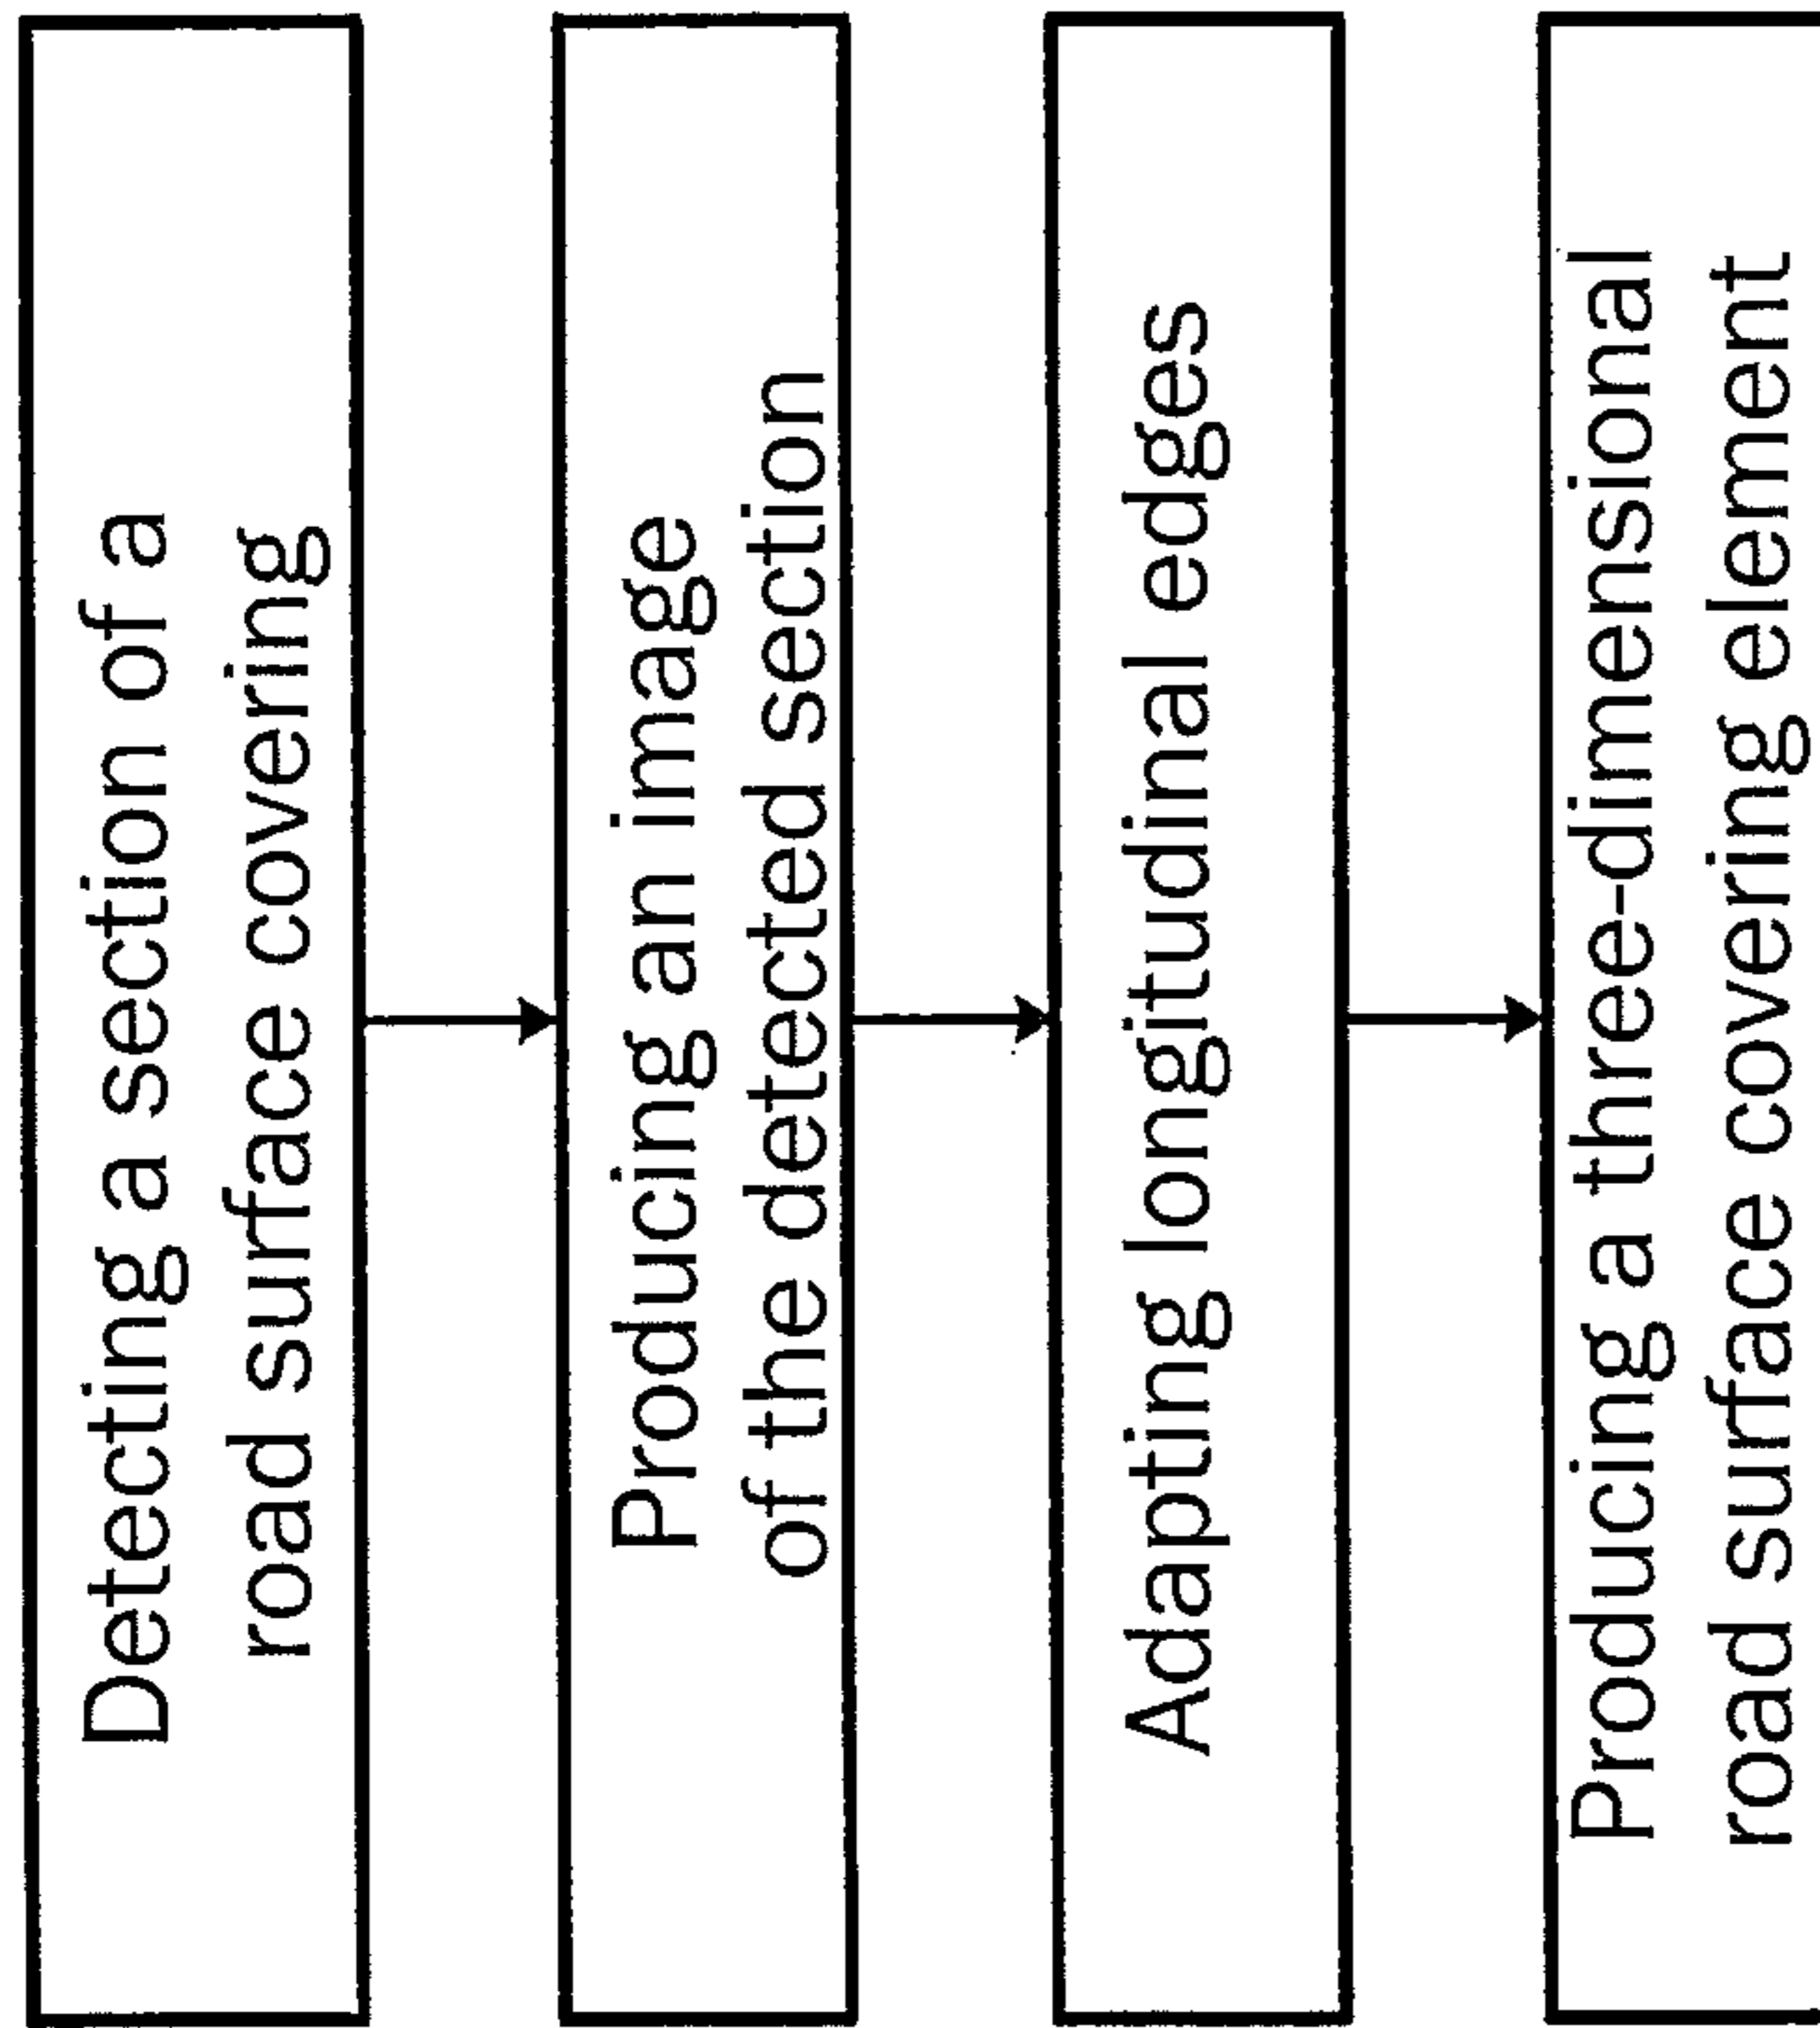 Detecting a section of a
road surface covering
Producing an image
of the detected section
Adapting longitudinal edges
Producing a three-dimensional
road surface covering element